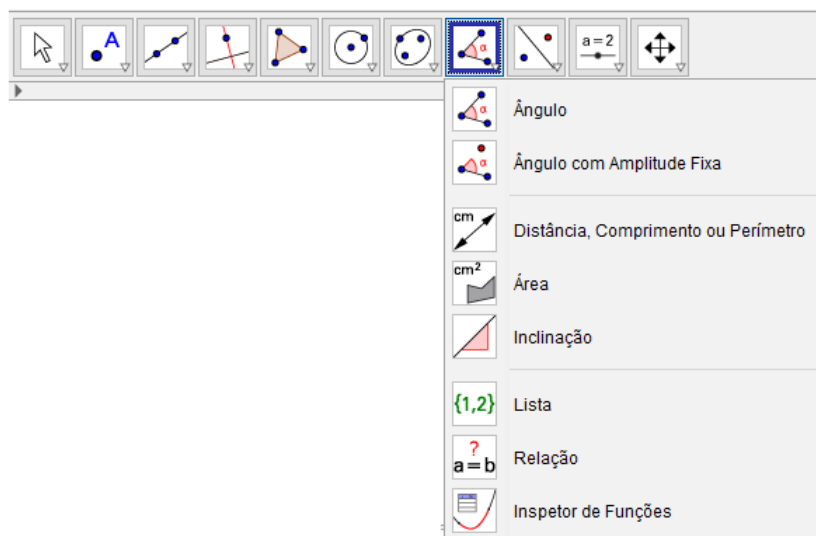 A
α
a=2
α Ângulo
α Ângulo com Amplitude Fixa
cm Distância, Comprimento ou Perímetro
cm² Área
Inclinação
{1,2} Lista
? a=b Relação
Inspetor de Funções